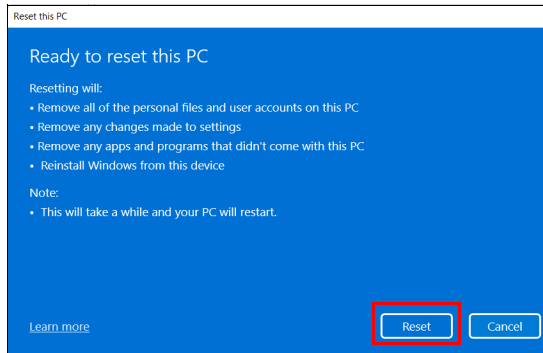 Reset this PC
Ready to reset this PC
Resetting will:
• Remove all of the personal files and user accounts on this PC
• Remove any changes made to settings
• Remove any apps and programs that didn't come with this PC
• Reinstall Windows from this device
Note:
• This will take a while and your PC will restart.
Learn more
Reset
Cancel